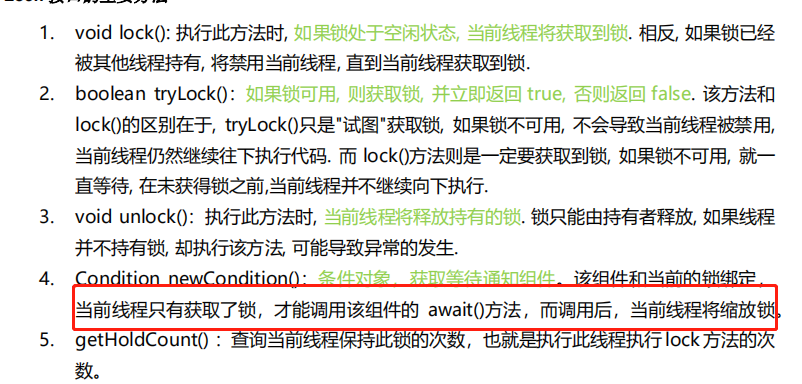 1. void lock(): 执行此方法时, 如果锁处于空闲状态, 当前线程将获取到锁. 相反, 如果锁已经
被其他线程持有, 将禁用当前线程, 直到当前线程获取到锁.
2. boolean tryLock()：如果锁可用, 则获取锁, 并立即返回 true, 否则返回 false. 该方法和
lock()的区别在于, tryLock()只是"试图"获取锁, 如果锁不可用, 不会导致当前线程被禁用,
当前线程仍然继续往下执行代码. 而 lock()方法则是一定要获取到锁, 如果锁不可用, 就一
直等待, 在未获得锁之前,当前线程并不继续向下执行.
3. void unlock()：执行此方法时, 当前线程将释放持有的锁. 锁只能由持有者释放, 如果线程
并不持有锁, 却执行该方法, 可能导致异常的发生.
4. Condition newCondition()：条件对象，获取等待通知组件。该组件和当前的锁绑定，
当前线程只有获取了锁，才能调用该组件的 await()方法，而调用后，当前线程将缩放锁。
5. getHoldCount()：查询当前线程保持此锁的次数，也就是执行此线程执行 lock 方法的次
数。